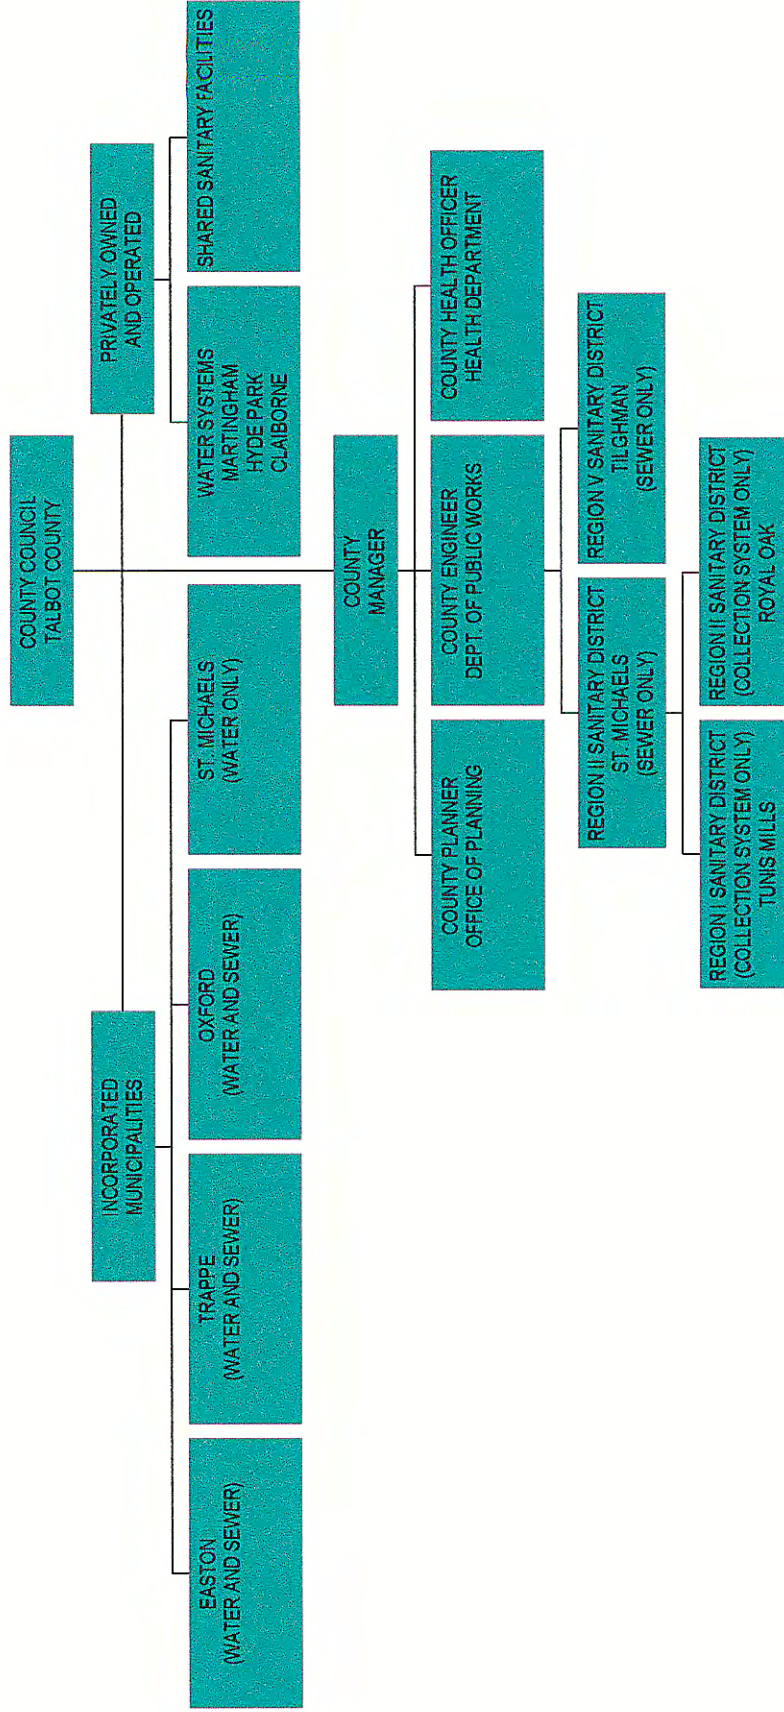 COUNTY COUNCIL
TALBOT COUNTY
INCORPORATED
MUNICIPALITIES
PRIVATELY OWNED
AND OPERATED
EASTON
(WATER AND SEWER)
TRAPPE
(WATER AND SEWER)
OXFORD
(WATER AND SEWER)
ST. MICHAELS
(WATER ONLY)
WATER SYSTEMS
MARTINGHAM
HYDE PARK
CLAIBORNE
SHARED SANITARY FACILITIES
COUNTY
MANAGER
COUNTY PLANNER
OFFICE OF PLANNING
COUNTY ENGINEER
DEPT. OF PUBLIC WORKS
COUNTY HEALTH OFFICER
HEALTH DEPARTMENT
REGION II SANITARY DISTRICT
ST. MICHAELS
(SEWER ONLY)
REGION V SANITARY DISTRICT
TILGHMAN
(SEWER ONLY)
REGION I SANITARY DISTRICT
(COLLECTION SYSTEM ONLY)
TUNIS MILLS
REGION II SANITARY DISTRICT
(COLLECTION SYSTEM ONLY)
ROYAL OAK